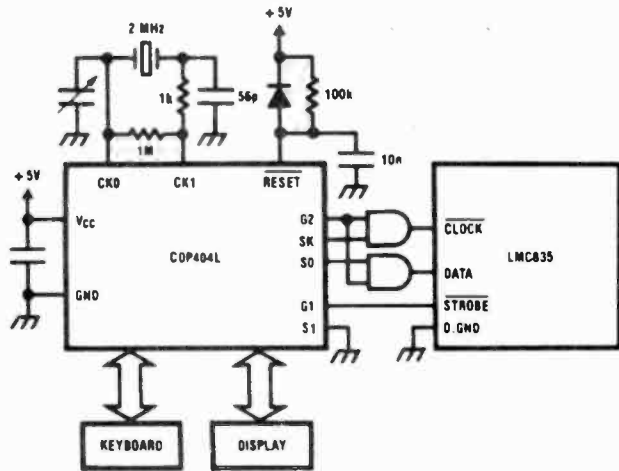 + 5V
2 MHz
1k
56p
100k
1M
10n
+ 5V
CKO
CK1
RESET
VCC
GND
COP404L
G2
SK
SO
G1
S1
CLOCK
DATA
STROBE
D.GND
LMC835
KEYBOARD
DISPLAY